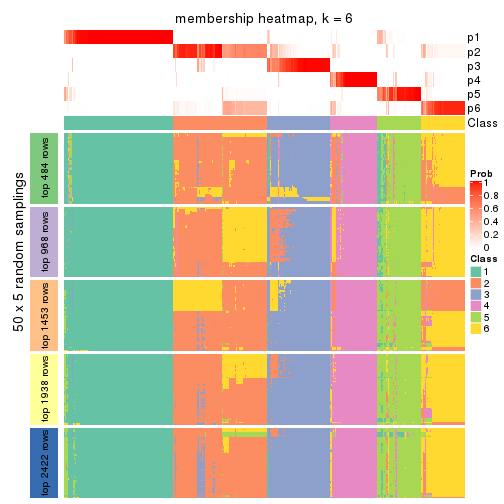 membership heatmap, k = 6
p1
p2
p3
p4
p5
p6
Class
50 x 5 random samplings
top 484 rows
top 968 rows
top 1453 rows
top 1938 rows
top 2422 rows
Prob
1
0.8
0.6
0.4
0.2
0
Class
1
2
3
4
5
6